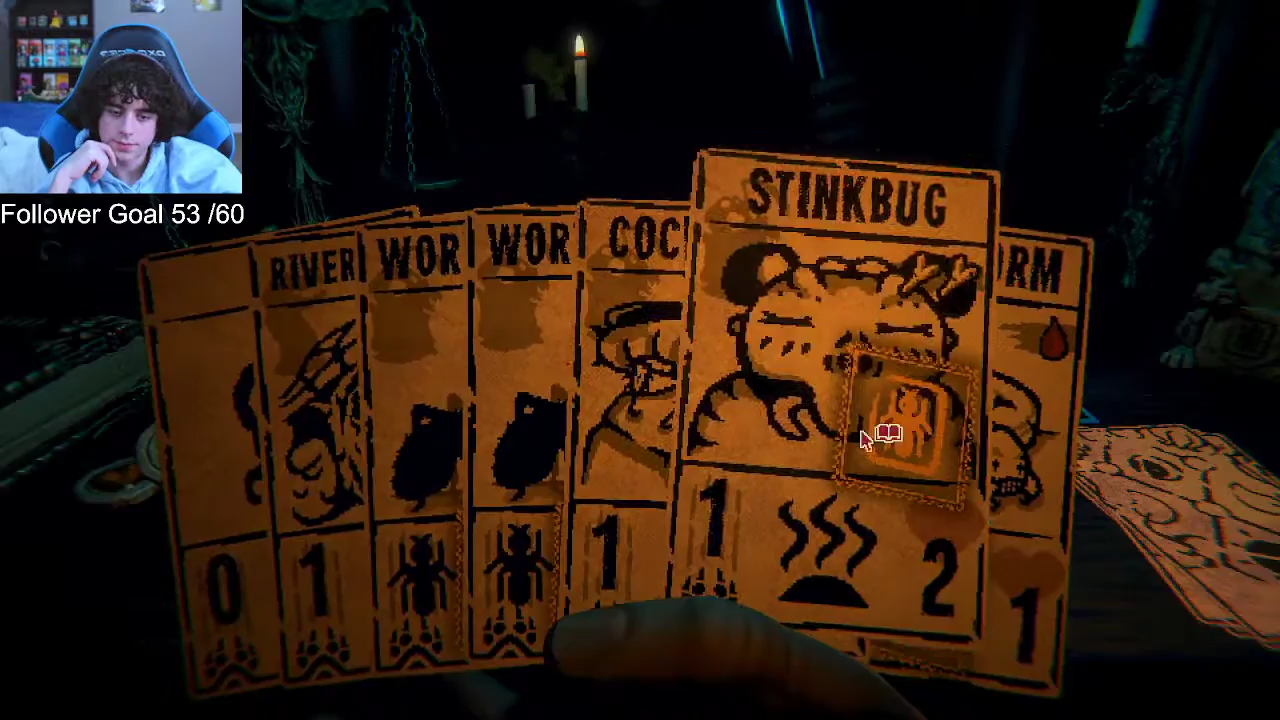 Follower Goal 53 /60
RIVER
WOR
WOR
COC
STINKBUG
RM
0
1
1
1
2
1